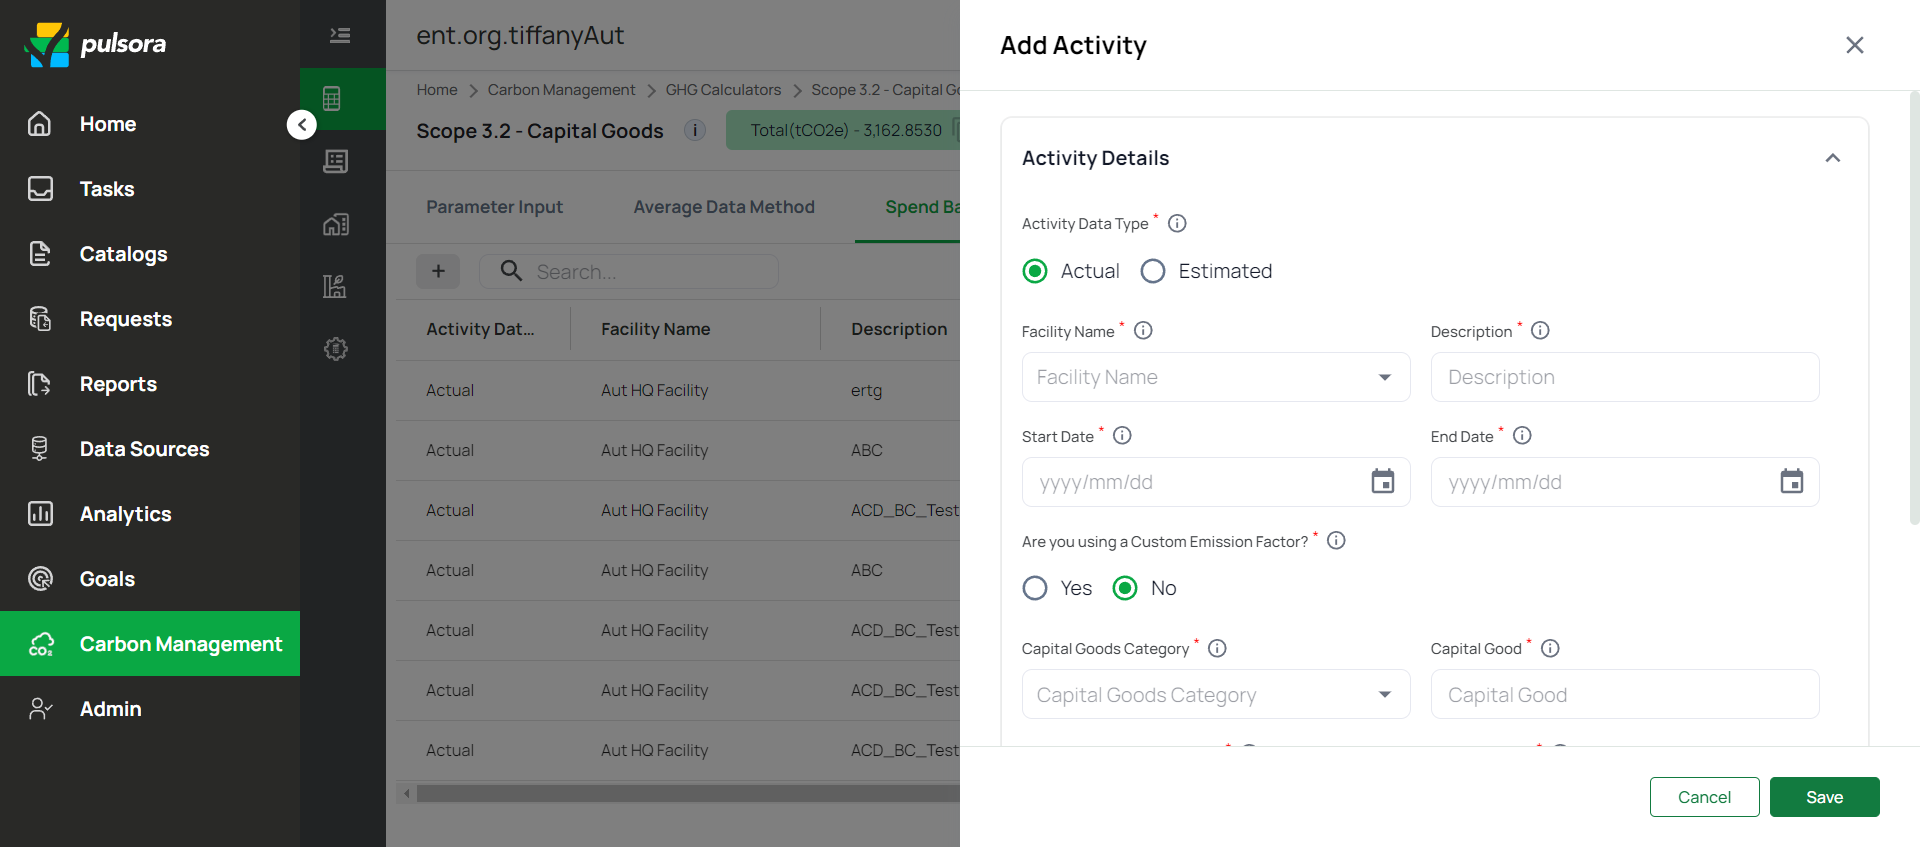 pulsora
Home
Tasks
Catalogs
Requests
Reports
Data Sources
Analytics
Goals
Carbon Management
Admin
ent.org.tiffanyAut
Home > Carbon Management > GHG Calculators > Scope 3.2 - Capital Go
Scope 3.2 - Capital Goods
Total(tCO2e) - 3,162.8530
Parameter Input
Average Data Method
Spend Ba
+
Search...
Activity Dat... Facility Name Description
Actual Aut HQ Facility ertg
Actual Aut HQ Facility ABC
Actual Aut HQ Facility ACD_BC_Test
Actual Aut HQ Facility ABC
Actual Aut HQ Facility ACD_BC_Test
Actual Aut HQ Facility ACD_BC_Test
Actual Aut HQ Facility ACD_BC_Test
Add Activity
Activity Details
Activity Data Type *
Actual Estimated
Facility Name * Description *
Facility Name Description
Start Date * End Date *
yyyy/mm/dd yyyy/mm/dd
Are you using a Custom Emission Factor? *
Yes No
Capital Goods Category * Capital Good *
Capital Goods Category Capital Good
Cancel Save